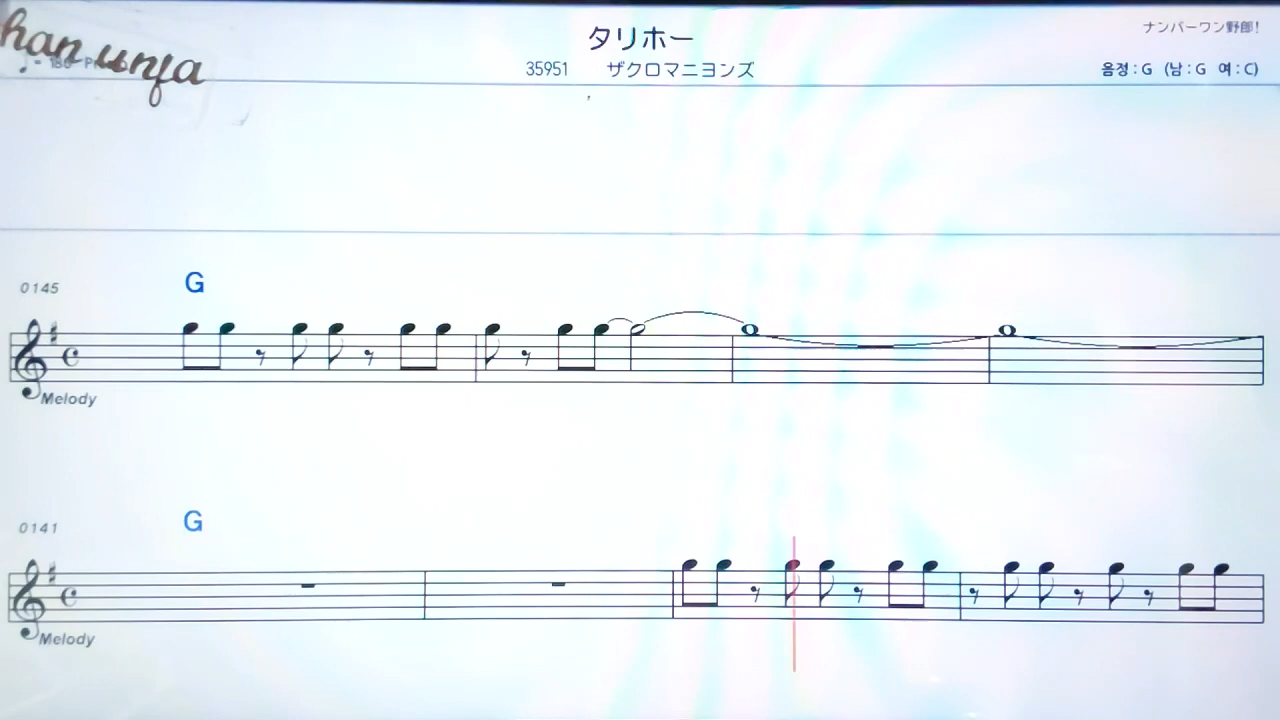 han unja
タリホー
ナンバーワン野郎!
35951 ザクロマニヨンズ
음정 : G (남 : G 여 : C)
0145
G
Melody
0141
G
Melody